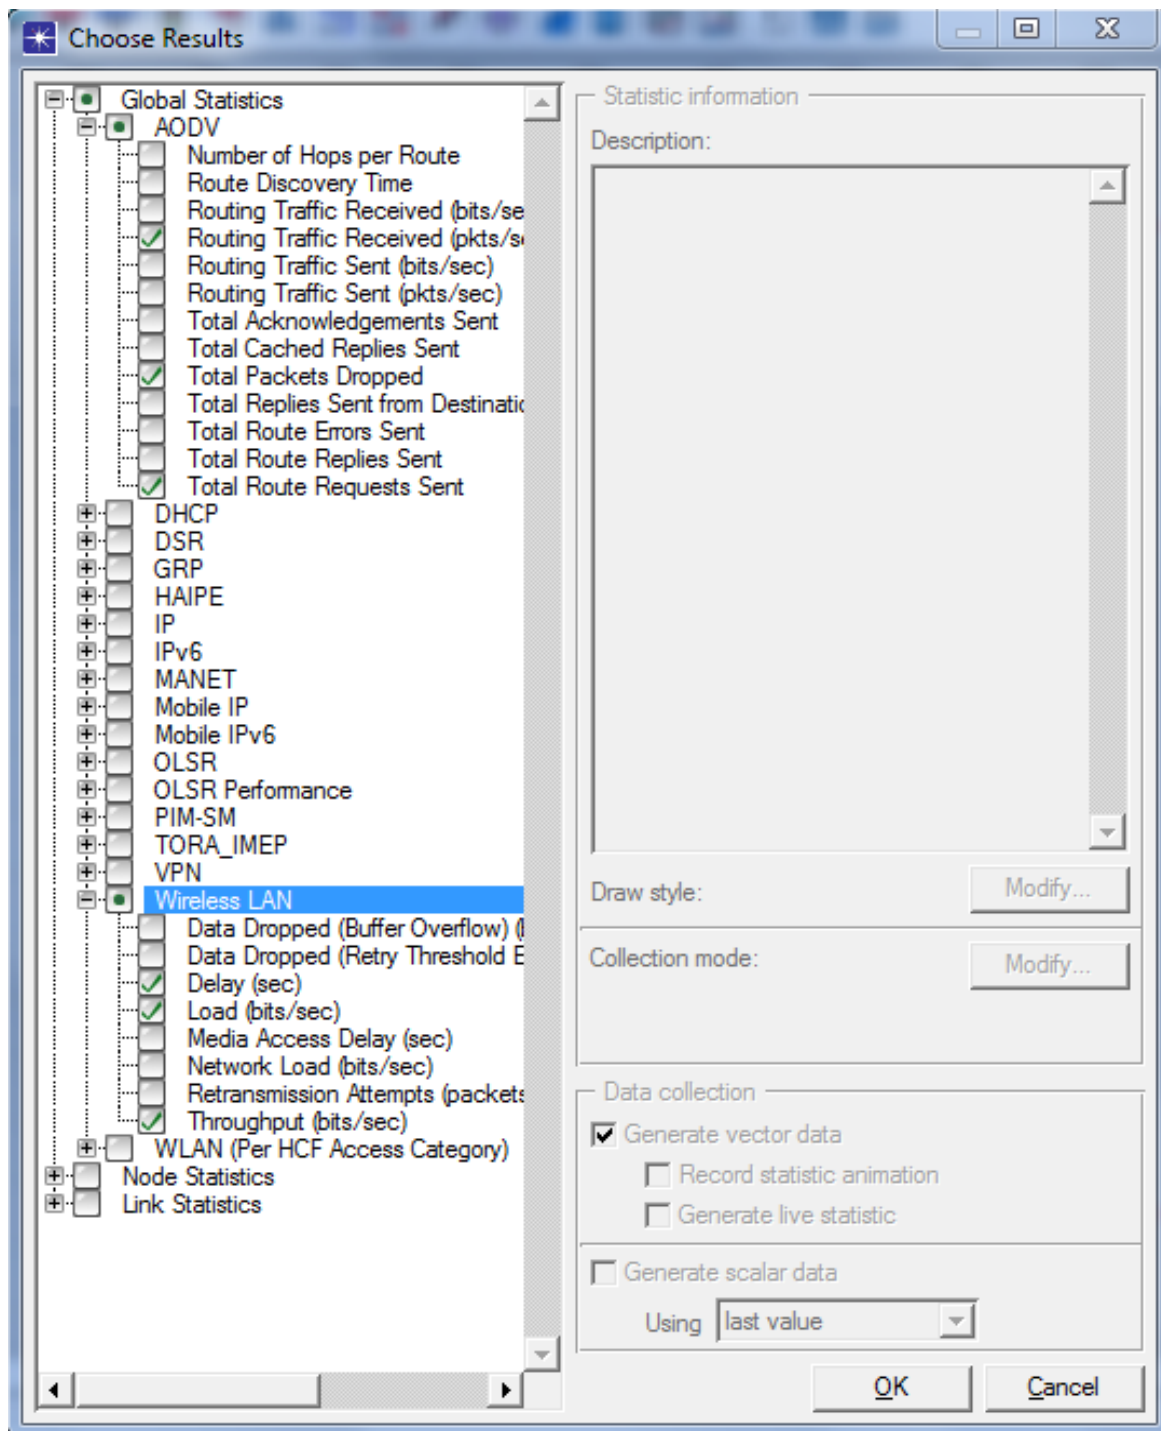 Choose Results
Global Statistics
AODV
Number of Hops per Route
Route Discovery Time
Routing Traffic Received (bits/se
Routing Traffic Received (pkts/s
Routing Traffic Sent (bits/sec)
Routing Traffic Sent (pkts/sec)
Total Acknowledgements Sent
Total Cached Replies Sent
Total Packets Dropped
Total Replies Sent from Destinatio
Total Route Errors Sent
Total Route Replies Sent
Total Route Requests Sent
DHCP
DSR
GRP
HAIPE
IP
IPv6
MANET
Mobile IP
Mobile IPv6
OLSR
OLSR Performance
PIM-SM
TORA_IMEP
VPN
Wireless LAN
Data Dropped (Buffer Overflow) (
Data Dropped (Retry Threshold E
Delay (sec)
Load (bits/sec)
Media Access Delay (sec)
Network Load (bits/sec)
Retransmission Attempts (packets
Throughput (bits/sec)
WLAN (Per HCF Access Category)
Node Statistics
Link Statistics
Statistic information
Description:
Draw style:
Modify...
Collection mode:
Modify...
Data collection
Generate vector data
Record statistic animation
Generate live statistic
Generate scalar data
Using last value
OK
Cancel